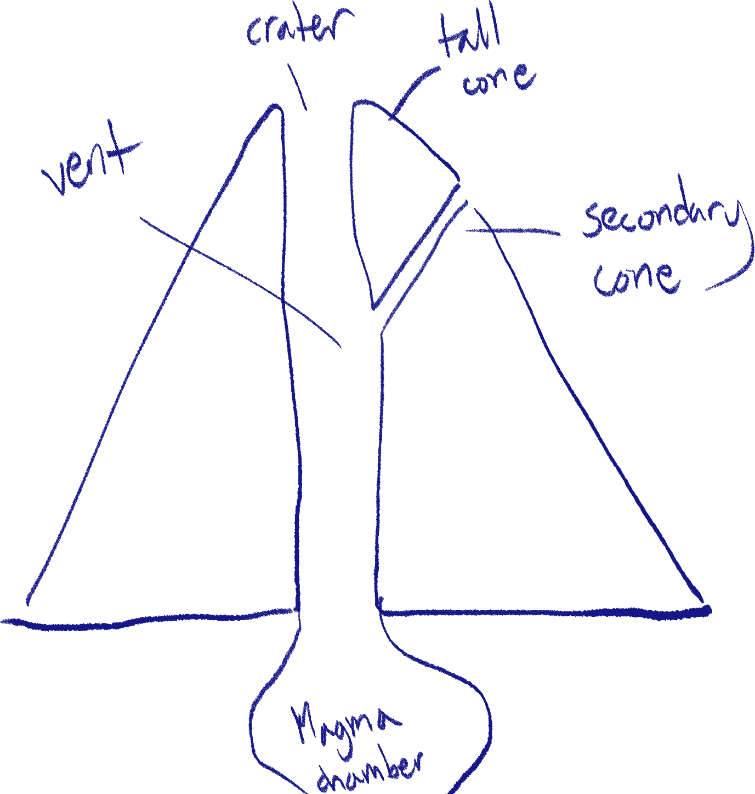 crater
tall
cone
vent
secondary
cone
Magma
chamber